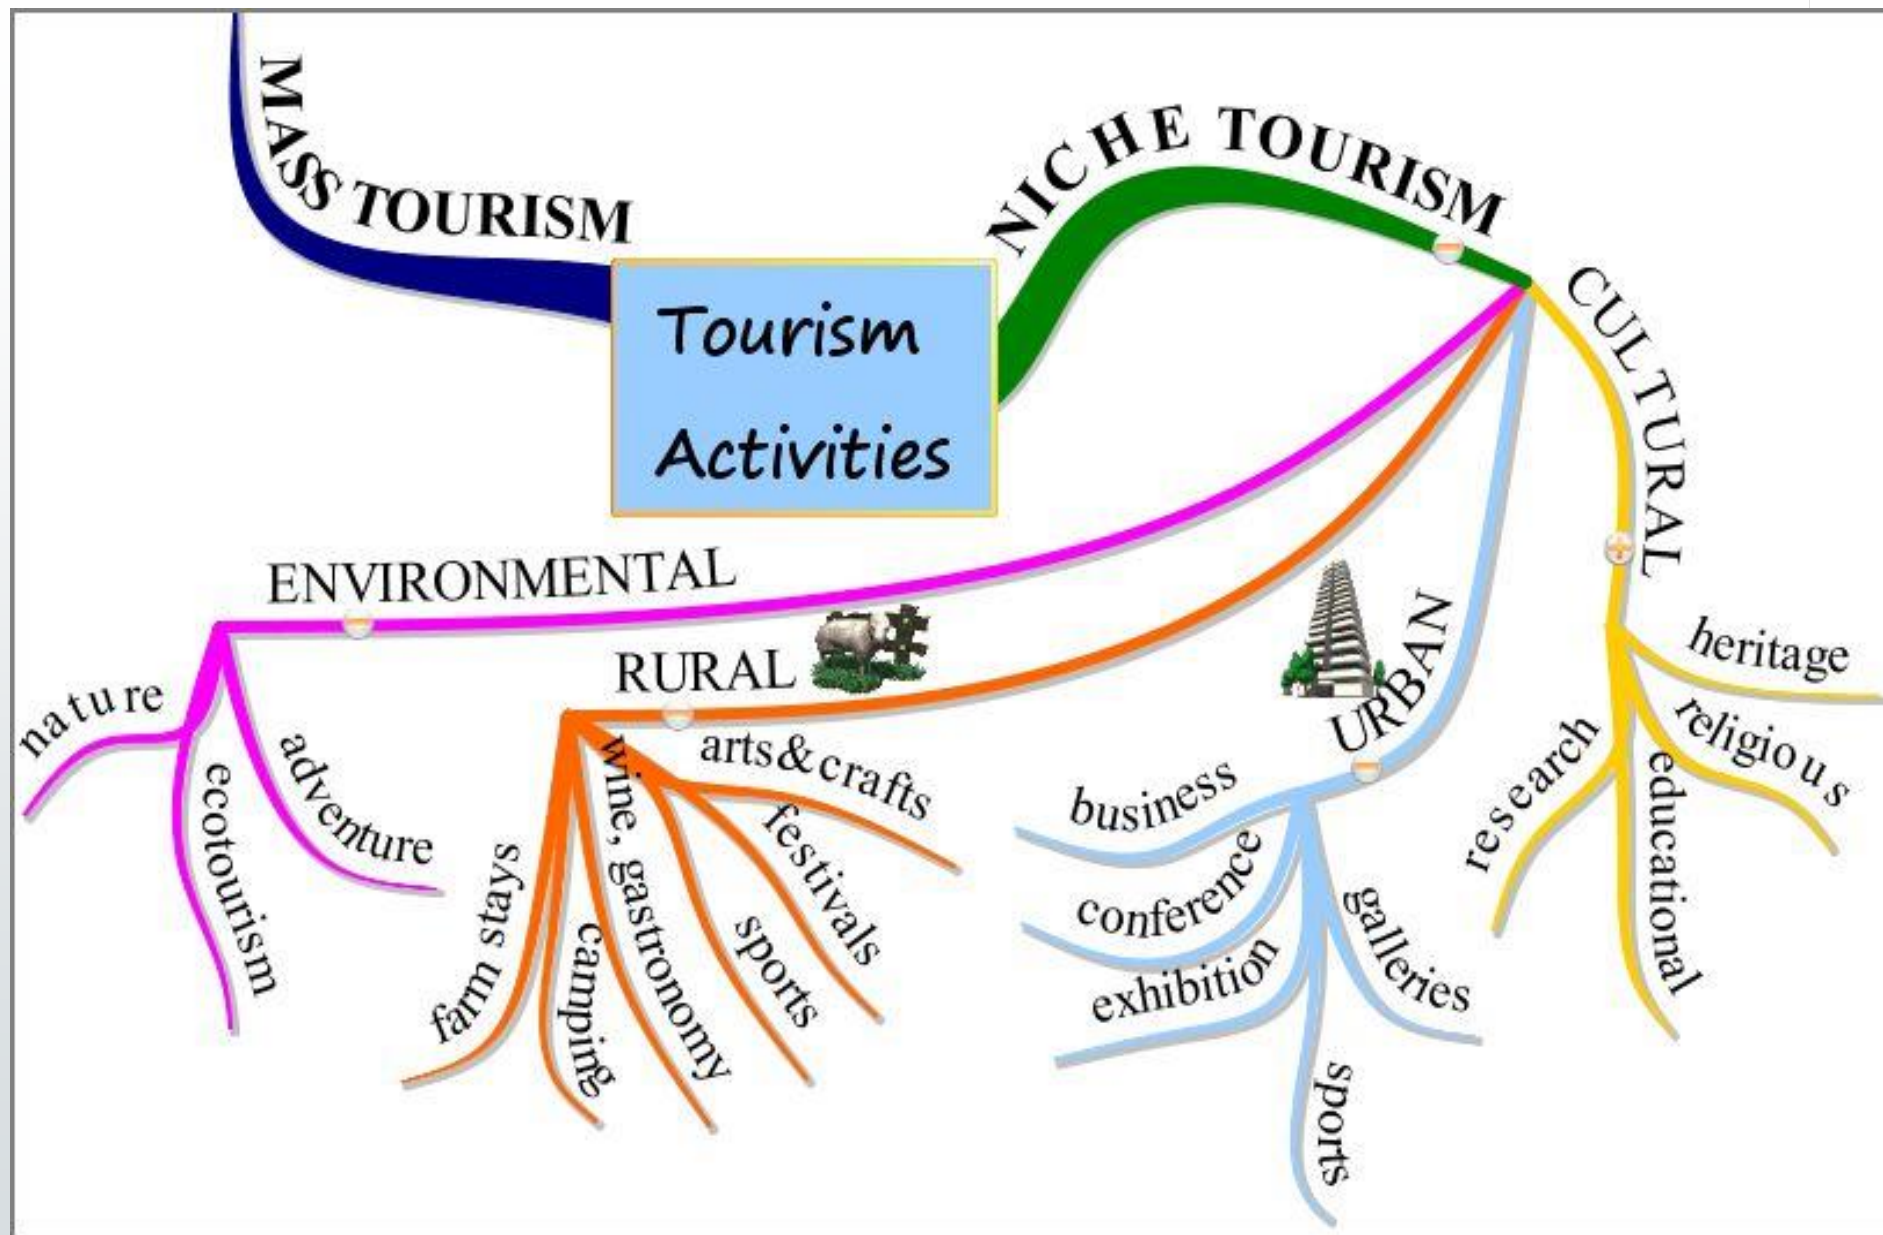 MASS TOURISM
Tourism
Activities
NICHE TOURISM
CULTURAL
heritage
religious
educational
research
URBAN
business
conference
exhibition
sports
galleries
RURAL
arts&crafts
festivals
sports
wine, gastronomy
camping
farm stays
ENVIRONMENTAL
nature
ecotourism
adventure